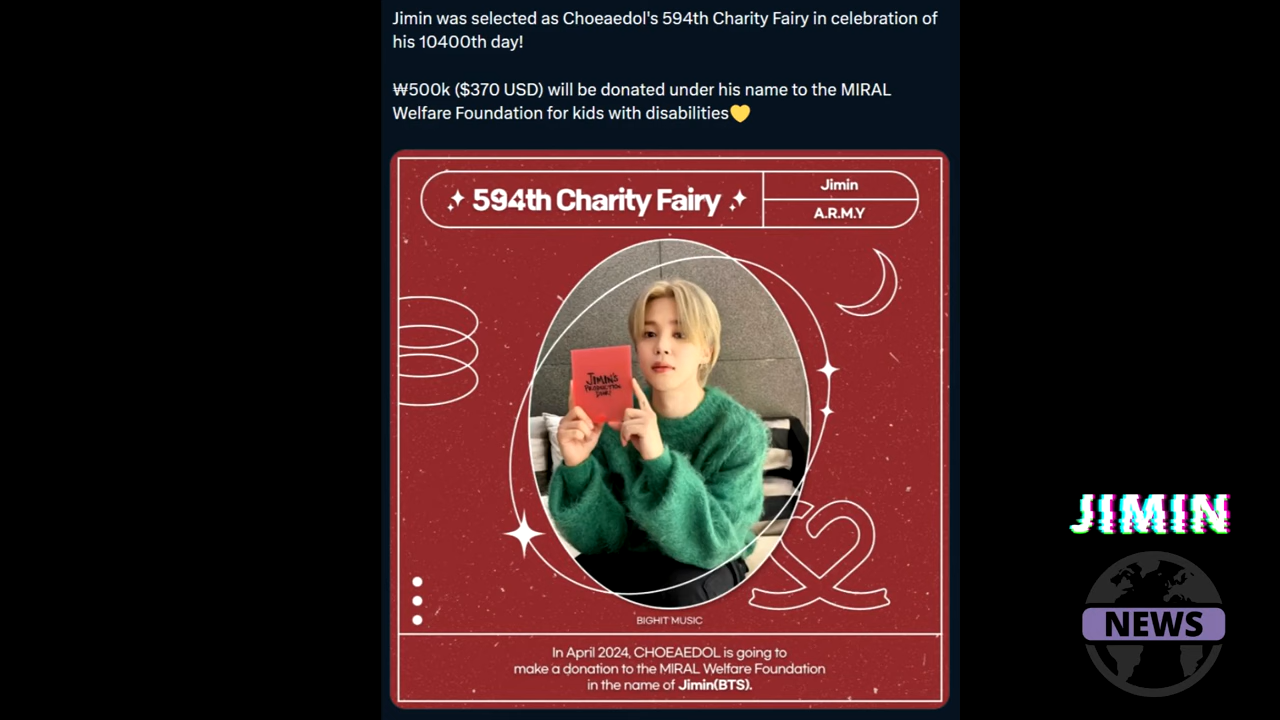 Jimin was selected as Choeaedol's 594th Charity Fairy in celebration of
his 10400th day!
₩500k ($370 USD) will be donated under his name to the MIRAL
Welfare Foundation for kids with disabilities💛
594th Charity Fairy
Jimin
A.R.M.Y
JIMIN'S
PRODUCTION
DIARY
BIGHIT MUSIC
In April 2024, CHOEAEDOL is going to
make a donation to the MIRAL Welfare Foundation
in the name of Jimin(BTS).
JIMIN
NEWS